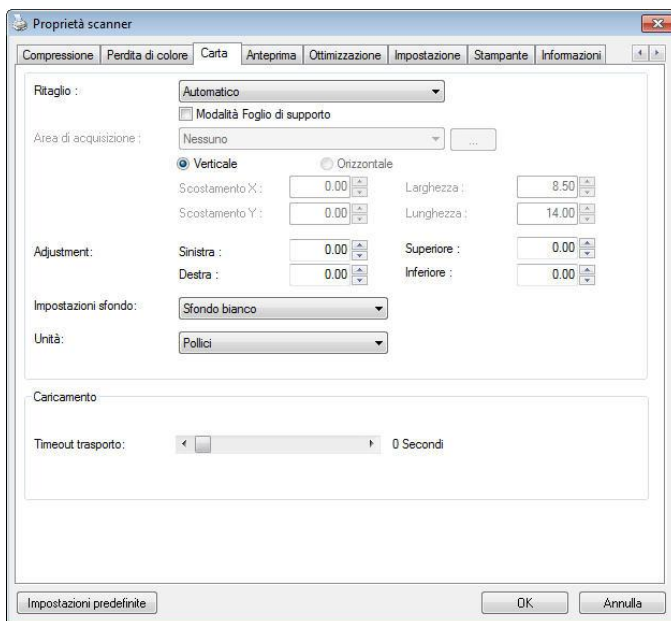 Proprietà scanner
Compressione Perdita di colore Carta Anteprima Ottimizzazione Impostazione Stampante Informazioni
Ritaglio : Automatico
Modalità Foglio di supporto
Area di acquisizione : Nessuno ...
Verticale Orizzontale
Scostamento X : 0.00 Larghezza : 8.50
Scostamento Y : 0.00 Lunghezza : 14.00
Adjustment: Sinistra : 0.00 Superiore : 0.00
Destra : 0.00 Inferiore : 0.00
Impostazioni sfondo: Sfondo bianco
Unità: Pollici
Caricamento
Timeout trasporto: 0 Secondi
Impostazioni predefinite OK Annulla